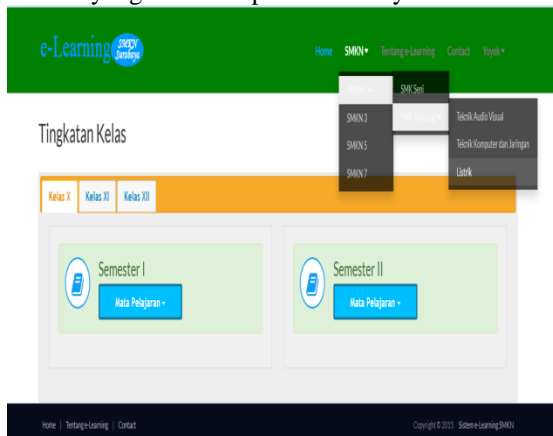 e-Learning SMKN Surabaya
Home SMKN Tentang e-Learning Contact Yoyok
SMK Seni
SMKN 3
Teknik Audio Visual
SMKN 5
Teknik Komputer dan Jaringan
SMKN 7
Listrik
Tingkatan Kelas
Kelas X Kelas XI Kelas XII
Semester I
Mata Pelajaran
Semester II
Mata Pelajaran
Home | Tentang e-Learning | Contact
Copyright © 2015. Sistem e-Learning SMKN